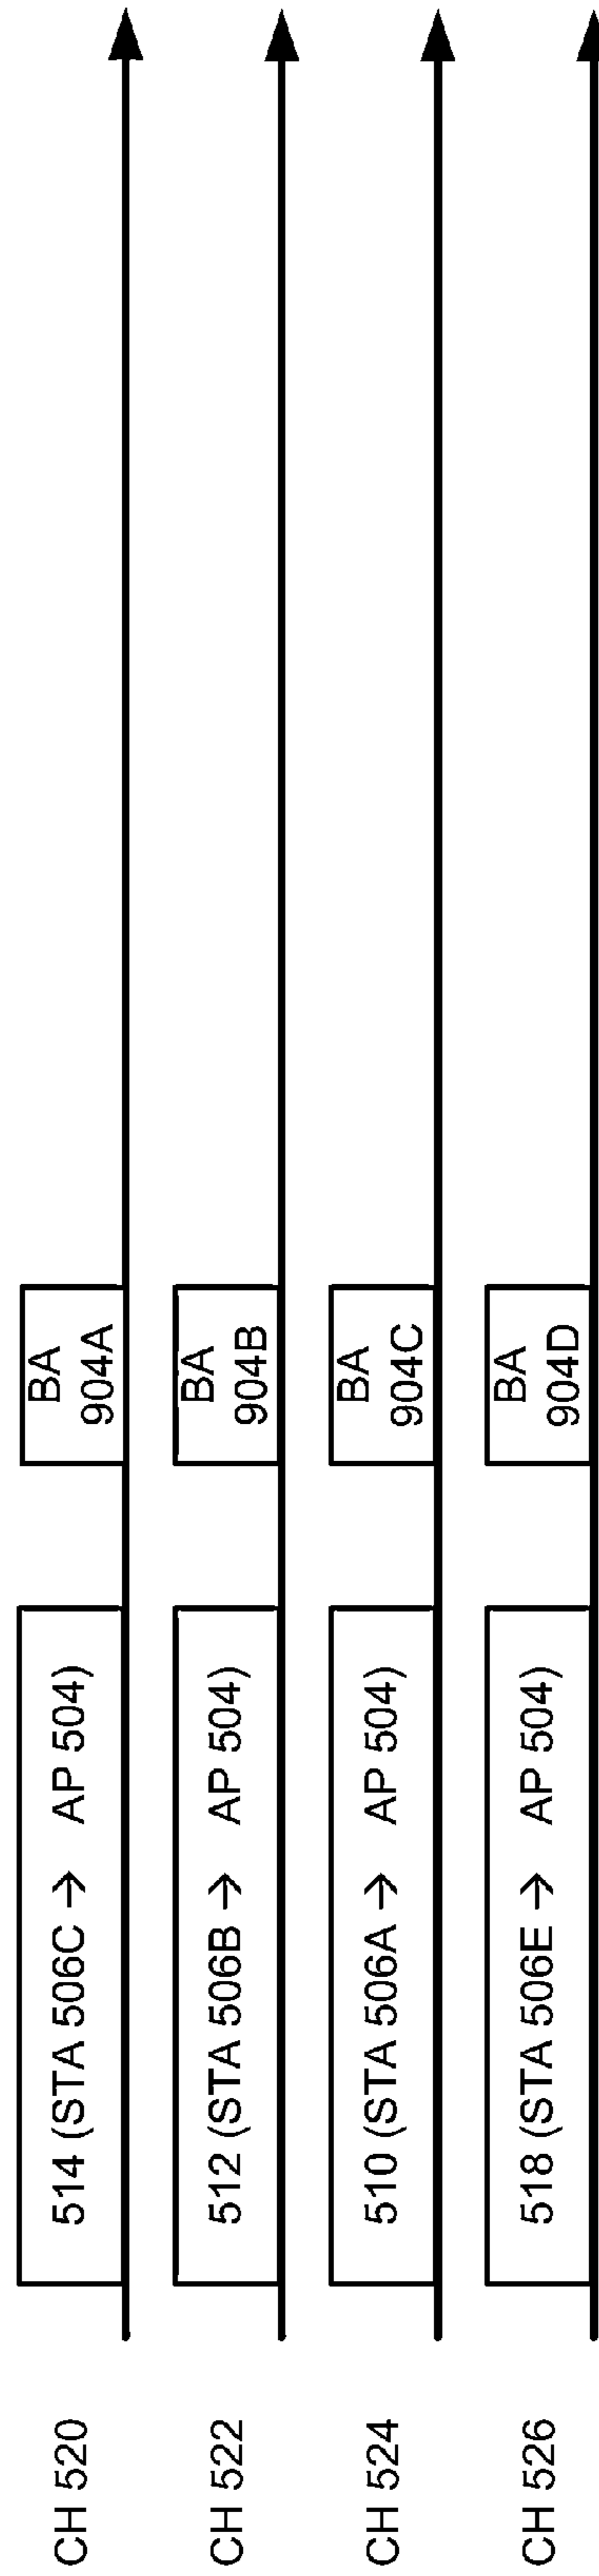 CH 520
514 (STA 506C → AP 504)
BA
904A
CH 522
512 (STA 506B → AP 504)
BA
904B
CH 524
510 (STA 506A → AP 504)
BA
904C
CH 526
518 (STA 506E → AP 504)
BA
904D